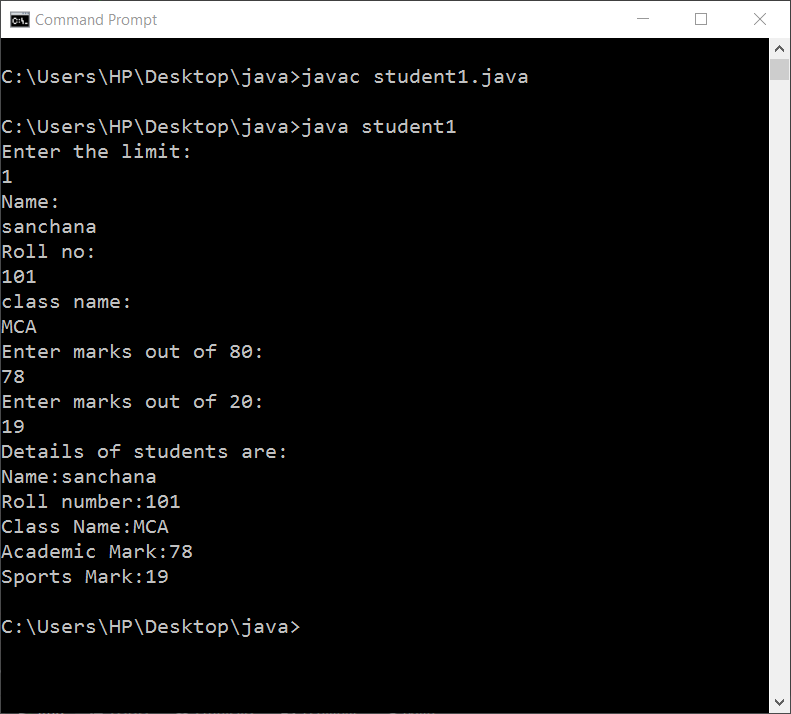 Command Prompt
C:\Users\HP\Desktop\java>javac student1.java
C:\Users\HP\Desktop\java>java student1
Enter the limit:
1
Name:
sanchana
Roll no:
101
class name:
MCA
Enter marks out of 80:
78
Enter marks out of 20:
19
Details of students are:
Name:sanchana
Roll number:101
Class Name:MCA
Academic Mark:78
Sports Mark:19
C:\Users\HP\Desktop\java>